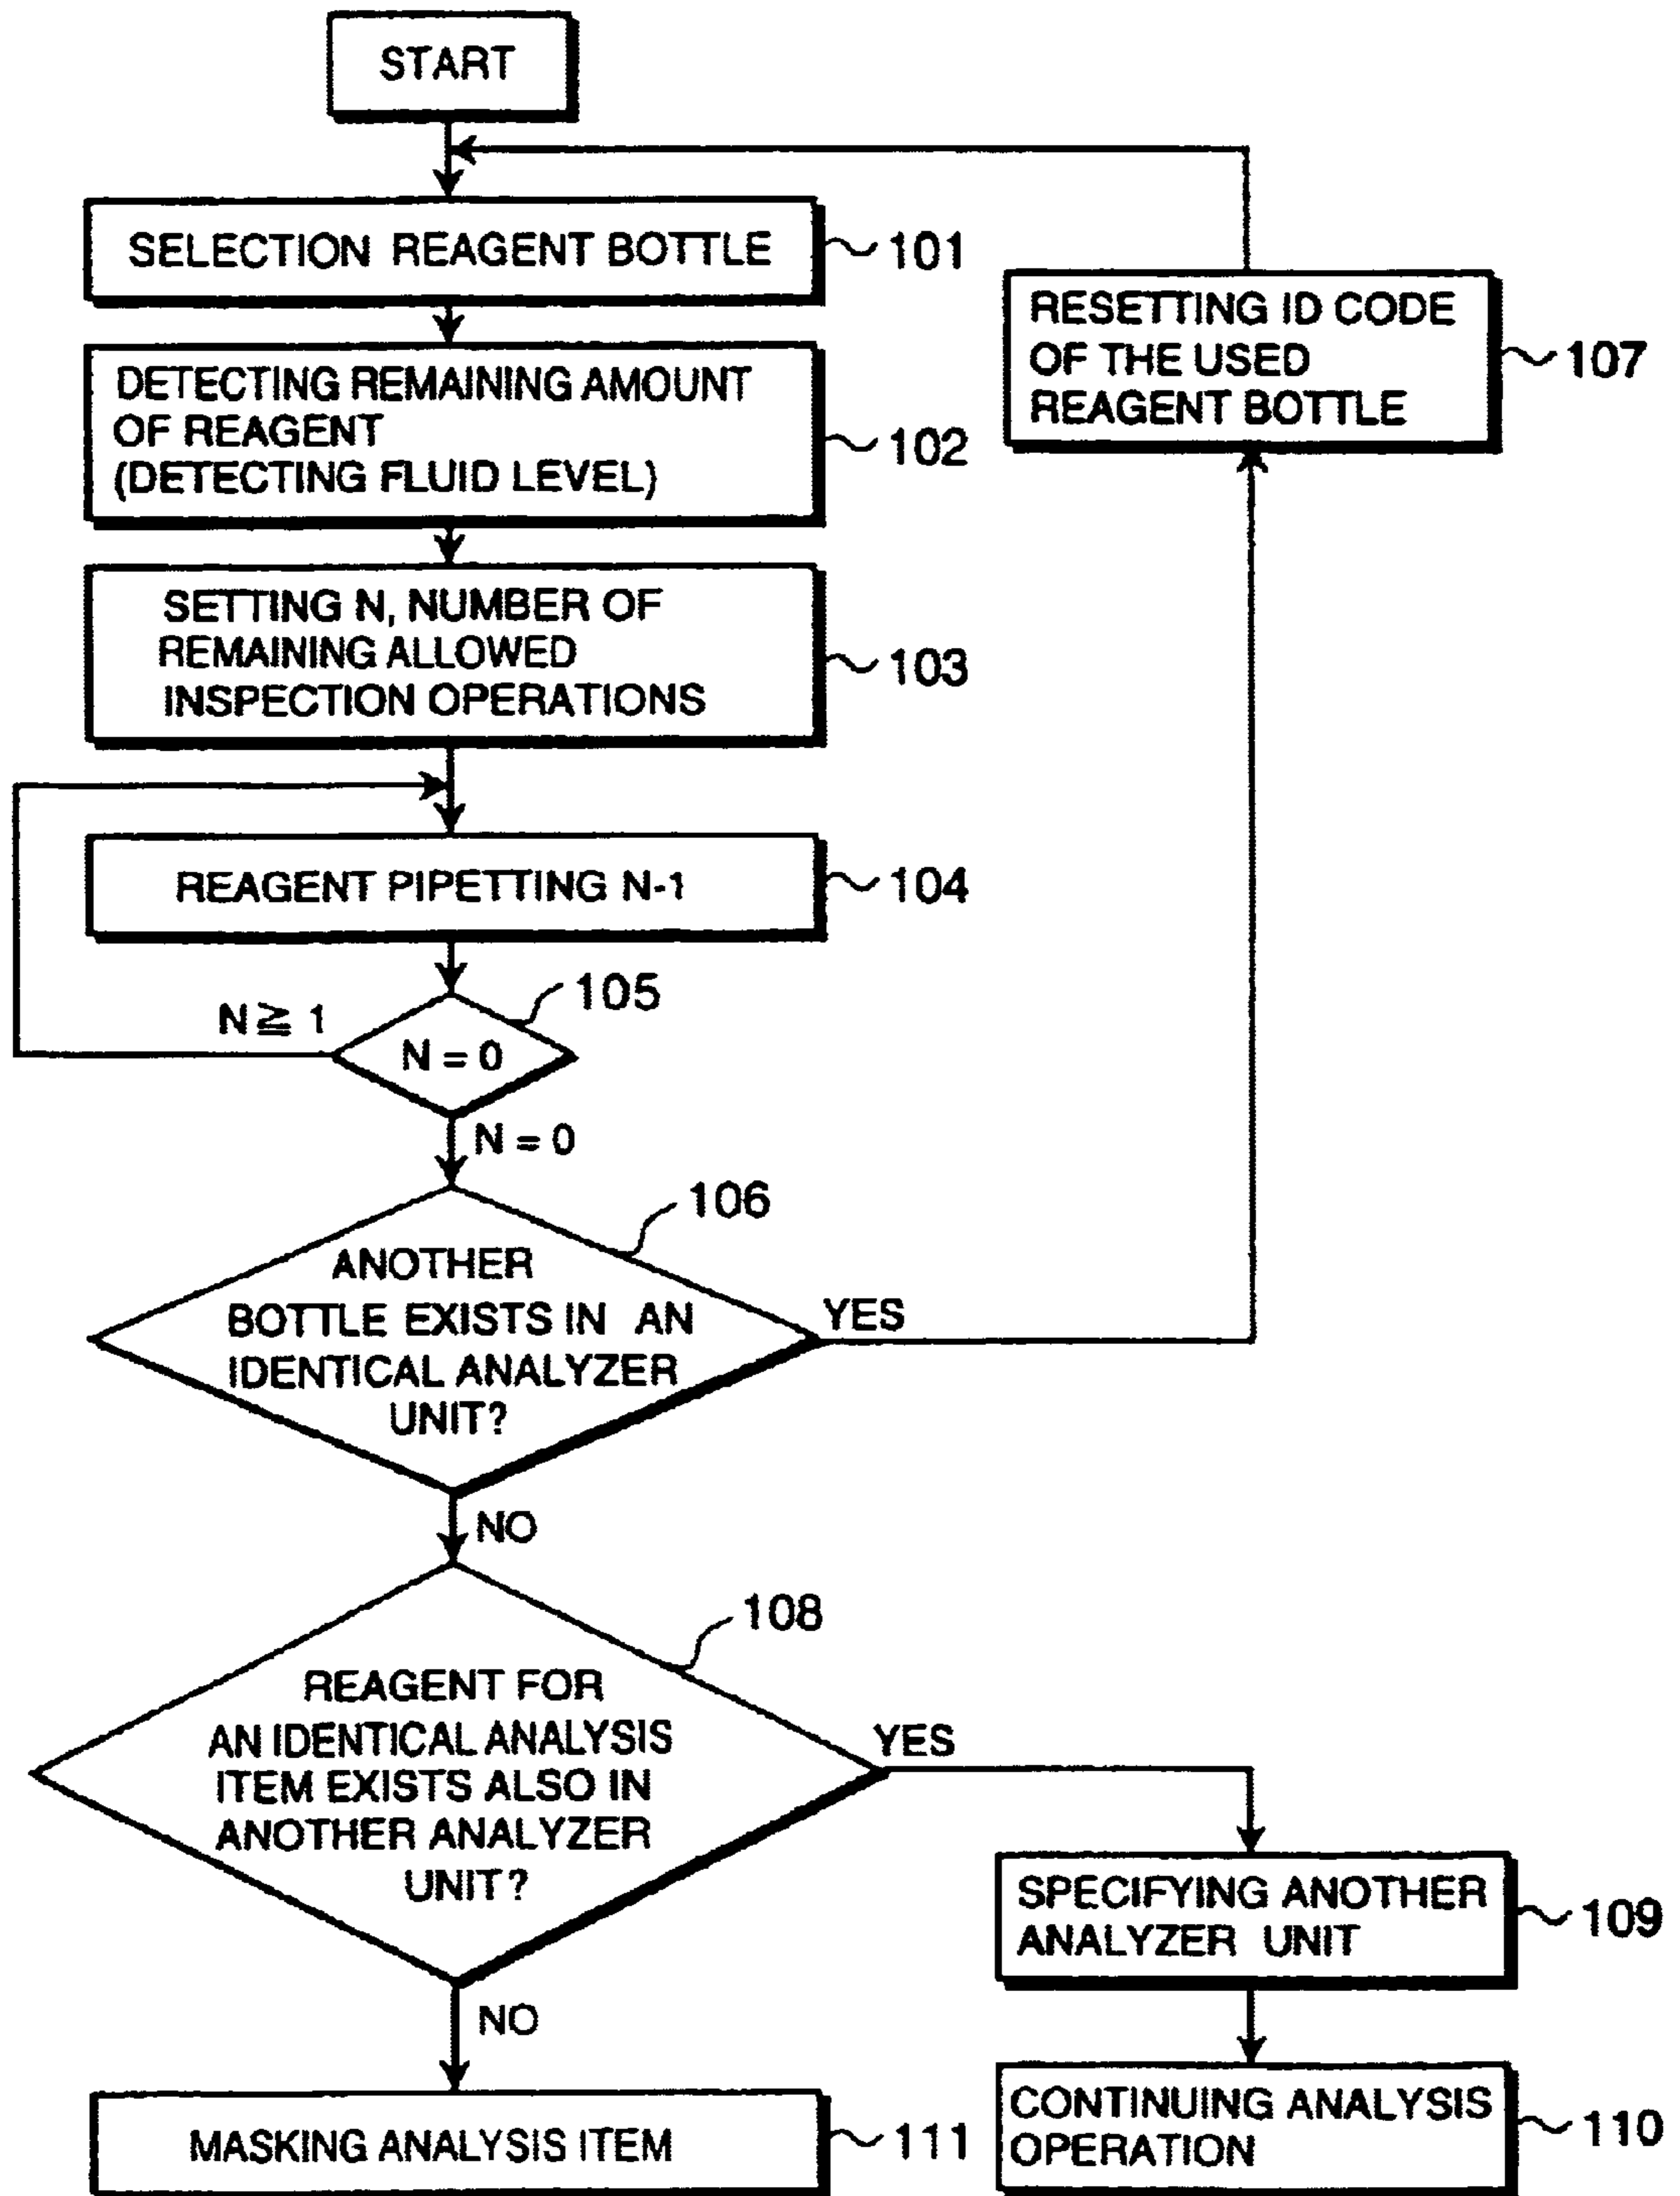 START
SELECTION REAGENT BOTTLE
101
DETECTING REMAINING AMOUNT
OF REAGENT
(DETECTING FLUID LEVEL)
102
SETTING N, NUMBER OF
REMAINING ALLOWED
INSPECTION OPERATIONS
103
REAGENT PIPETTING N-1
104
105
N ≧ 1
N = 0
N = 0
106
ANOTHER
BOTTLE EXISTS IN AN
IDENTICAL ANALYZER
UNIT?
YES
RESETTING ID CODE
OF THE USED
REAGENT BOTTLE
107
NO
108
REAGENT FOR
AN IDENTICAL ANALYSIS
ITEM EXISTS ALSO IN
ANOTHER ANALYZER
UNIT?
YES
SPECIFYING ANOTHER
ANALYZER UNIT
109
CONTINUING ANALYSIS
OPERATION
110
NO
MASKING ANALYSIS ITEM
111